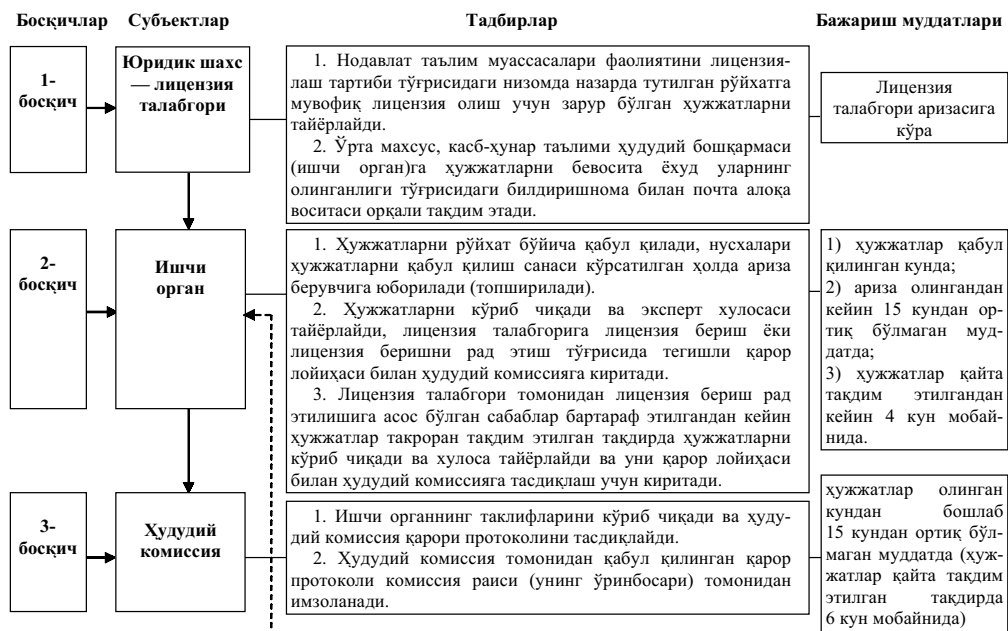 Босқичлар Субъектлар Тадбирлар Бажариш муддатлари
1-
босқич
Юридик шахс
— лицензия
талабгори
1. Нодавлат таълим муассасалари фаолиятини лицензия-
лаш тартиби тўғрисидаги низомда назарда тутилган рўйхатга
мувофиқ лицензия олиш учун зарур бўлган ҳужжатларни
тайёрлайди.
2. Ўрта махсус, касб-ҳунар таълими ҳудудий бошқармаси
(ишчи орган)га ҳужжатларни бевосита ёхуд уларнинг
олинганлиги тўғрисидаги билдиришнома билан почта алоқа
воситаси орқали тақдим этади.
Лицензия
талабгори аризасига
кўра
2-
босқич
Ишчи
орган
1. Ҳужжатларни рўйхат бўйича қабул қилади, нусхалари
ҳужжатларни қабул қилиш санаси кўрсатилган ҳолда ариза
берувчига юборилади (топширилади).
2. Ҳужжатларни кўриб чиқади ва эксперт хулосаси
тайёрлайди, лицензия талабгорига лицензия бериш ёки
лицензия беришни рад этиш тўғрисида тегишли қарор
лойиҳаси билан ҳудудий комиссияга киритади.
3. Лицензия талабгори томонидан лицензия бериш рад
этилишига асос бўлган сабаблар бартараф этилгандан кейин
ҳужжатлар такроран тақдим этилган тақдирда ҳужжатларни
кўриб чиқади ва хулоса тайёрлайди ва уни қарор лойиҳаси
билан ҳудудий комиссияга тасдиқлаш учун киритади.
1) ҳужжатлар қабул
қилинган кунда;
2) ариза олингандан
кейин 15 кундан ор-
тиқ бўлмаган муд-
датда;
3) ҳужжатлар қайта
тақдим этилгандан
кейин 4 кун мобай-
нида.
3-
босқич
Ҳудудий
комиссия
1. Ишчи органнинг таклифларини кўриб чиқади ва ҳуду-
дий комиссия қарори протоколини тасдиқлайди.
2. Ҳудудий комиссия томонидан қабул қилинган қарор
протоколи комиссия раиси (унинг ўринбосари) томонидан
имзоланади.
ҳужжатлар олинган
кундан бошлаб
15 кундан ортиқ бўл-
маган муддатда (ҳуж-
жатлар қайта тақдим
этилган тақдирда
6 кун мобайнида)